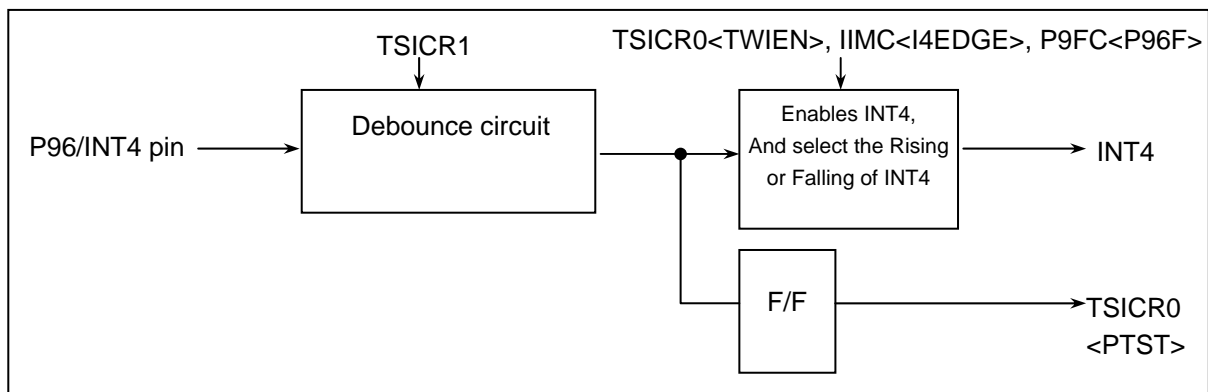 TSICR1
TSICR0<TWIEN>, IIMC<I4EDGE>, P9FC<P96F>
P96/INT4 pin
Debounce circuit
Enables INT4,
And select the Rising
or Falling of INT4
INT4
F/F
TSICR0
<PTST>